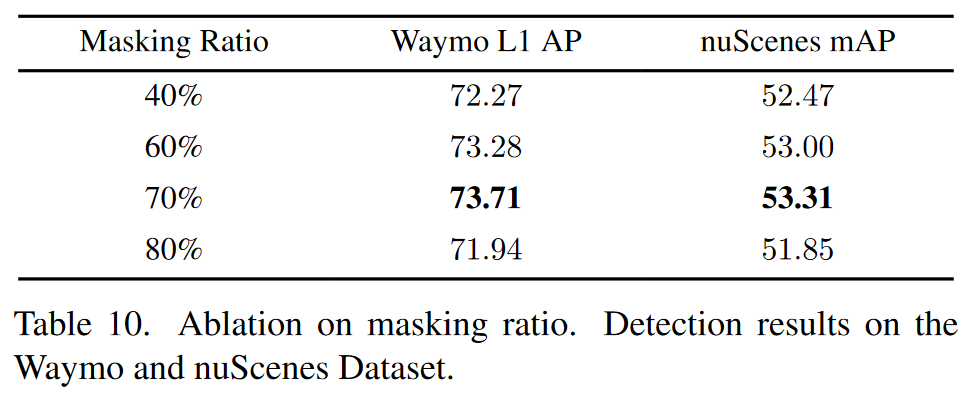 Masking Ratio Waymo L1 AP nuScenes mAP
40% 72.27 52.47
60% 73.28 53.00
70% 73.71 53.31
80% 71.94 51.85
Table 10. Ablation on masking ratio. Detection results on the
Waymo and nuScenes Dataset.